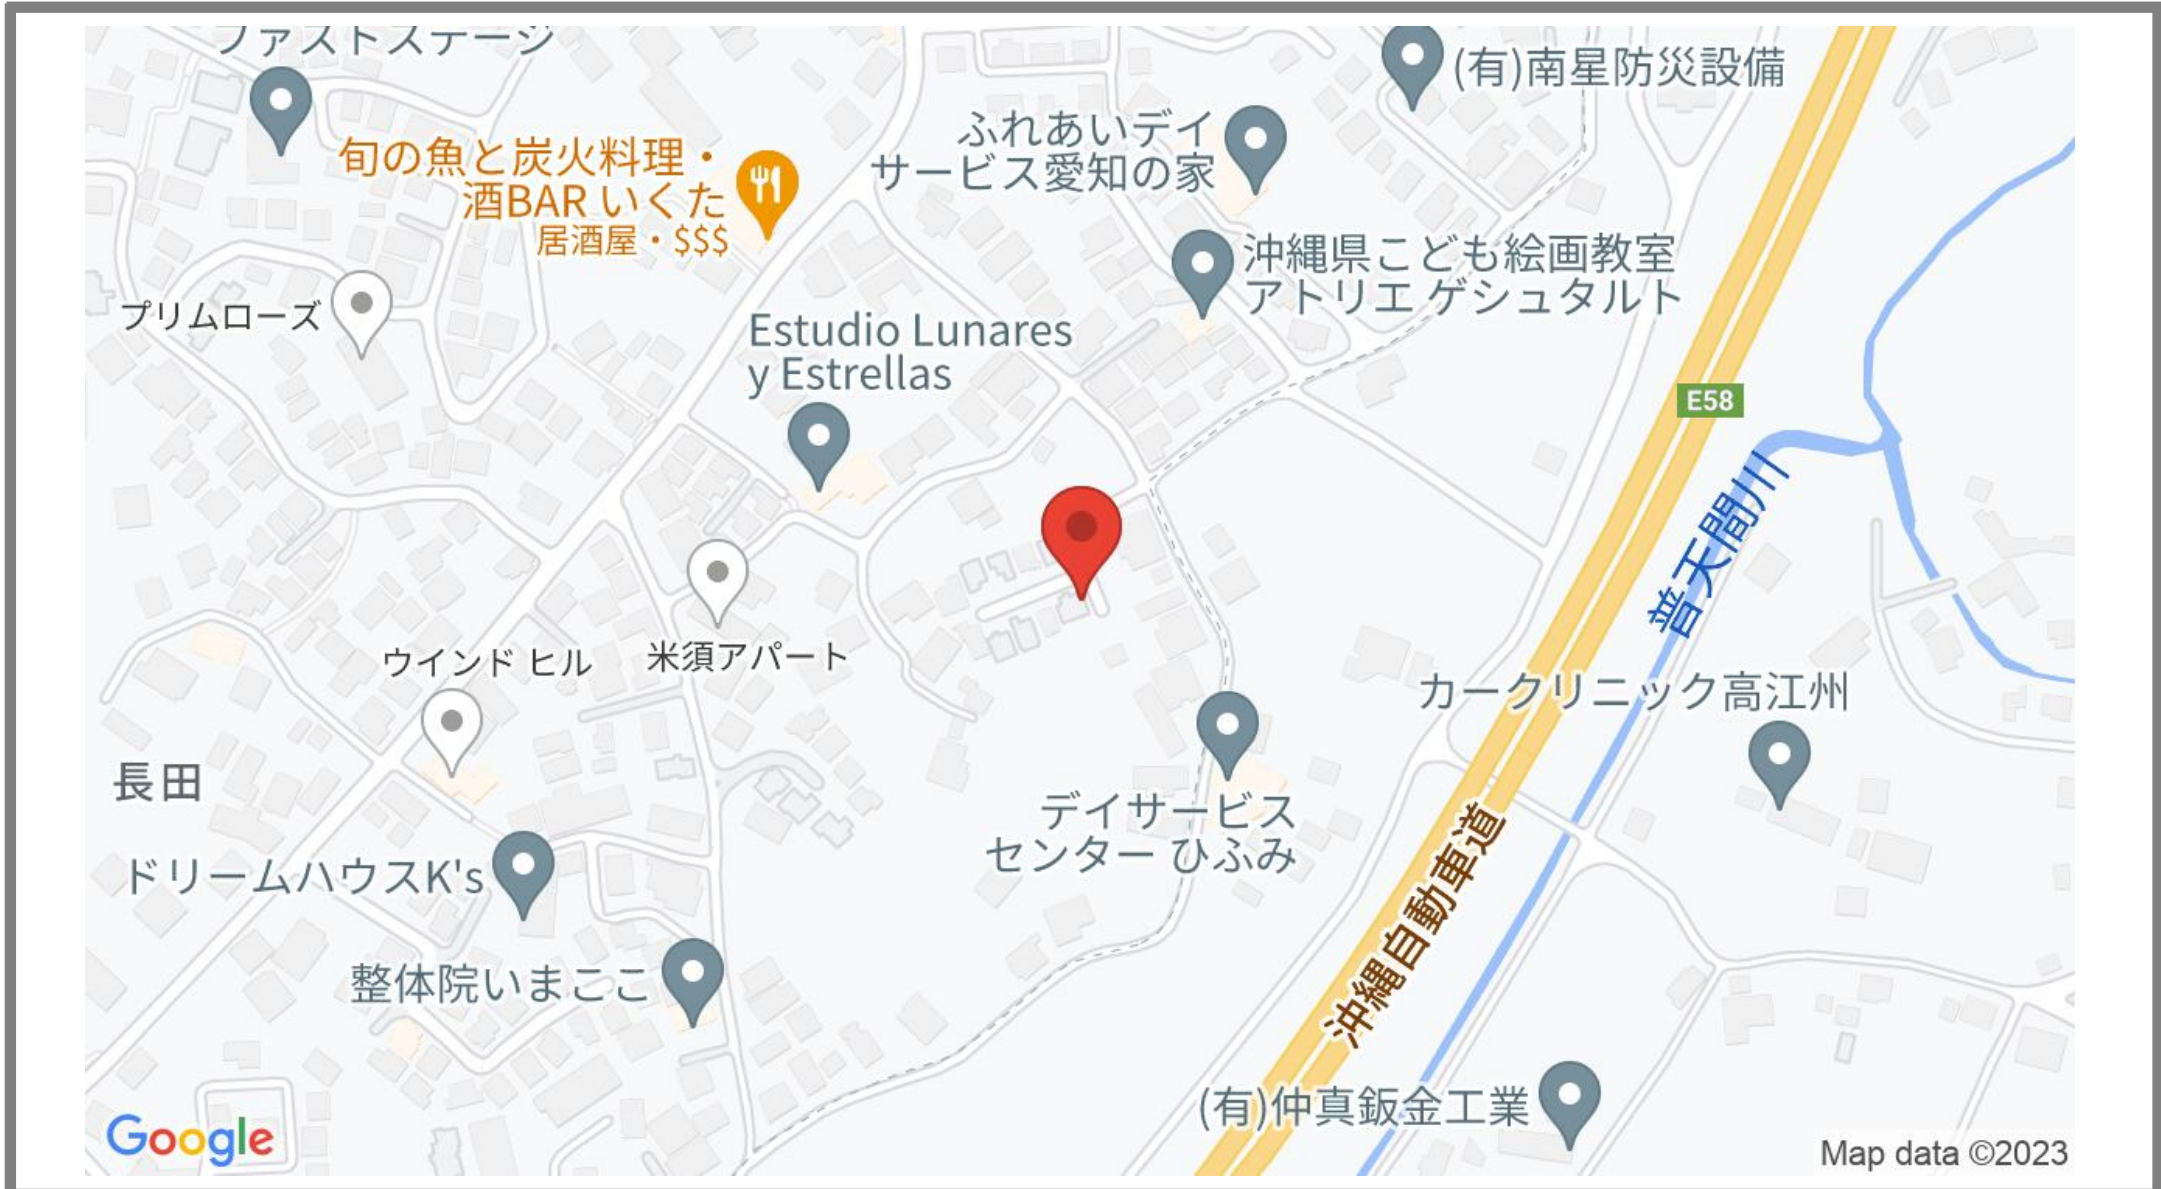 ファストステージ
(有)南星防災設備
旬の魚と炭火料理・
酒BAR いくた
居酒屋・$$$
ふれあいデイ
サービス愛知の家
沖縄県こども絵画教室
アトリエ ゲシュタルト
プリムローズ
Estudio Lunares
y Estrellas
E58
普天間川
ウインド ヒル
米須アパート
カークリニック高江州
長田
デイサービス
センター ひふみ
ドリームハウスK's
沖縄自動車道
整体院いまここ
(有)仲真鈑金工業
Google
Map data ©2023